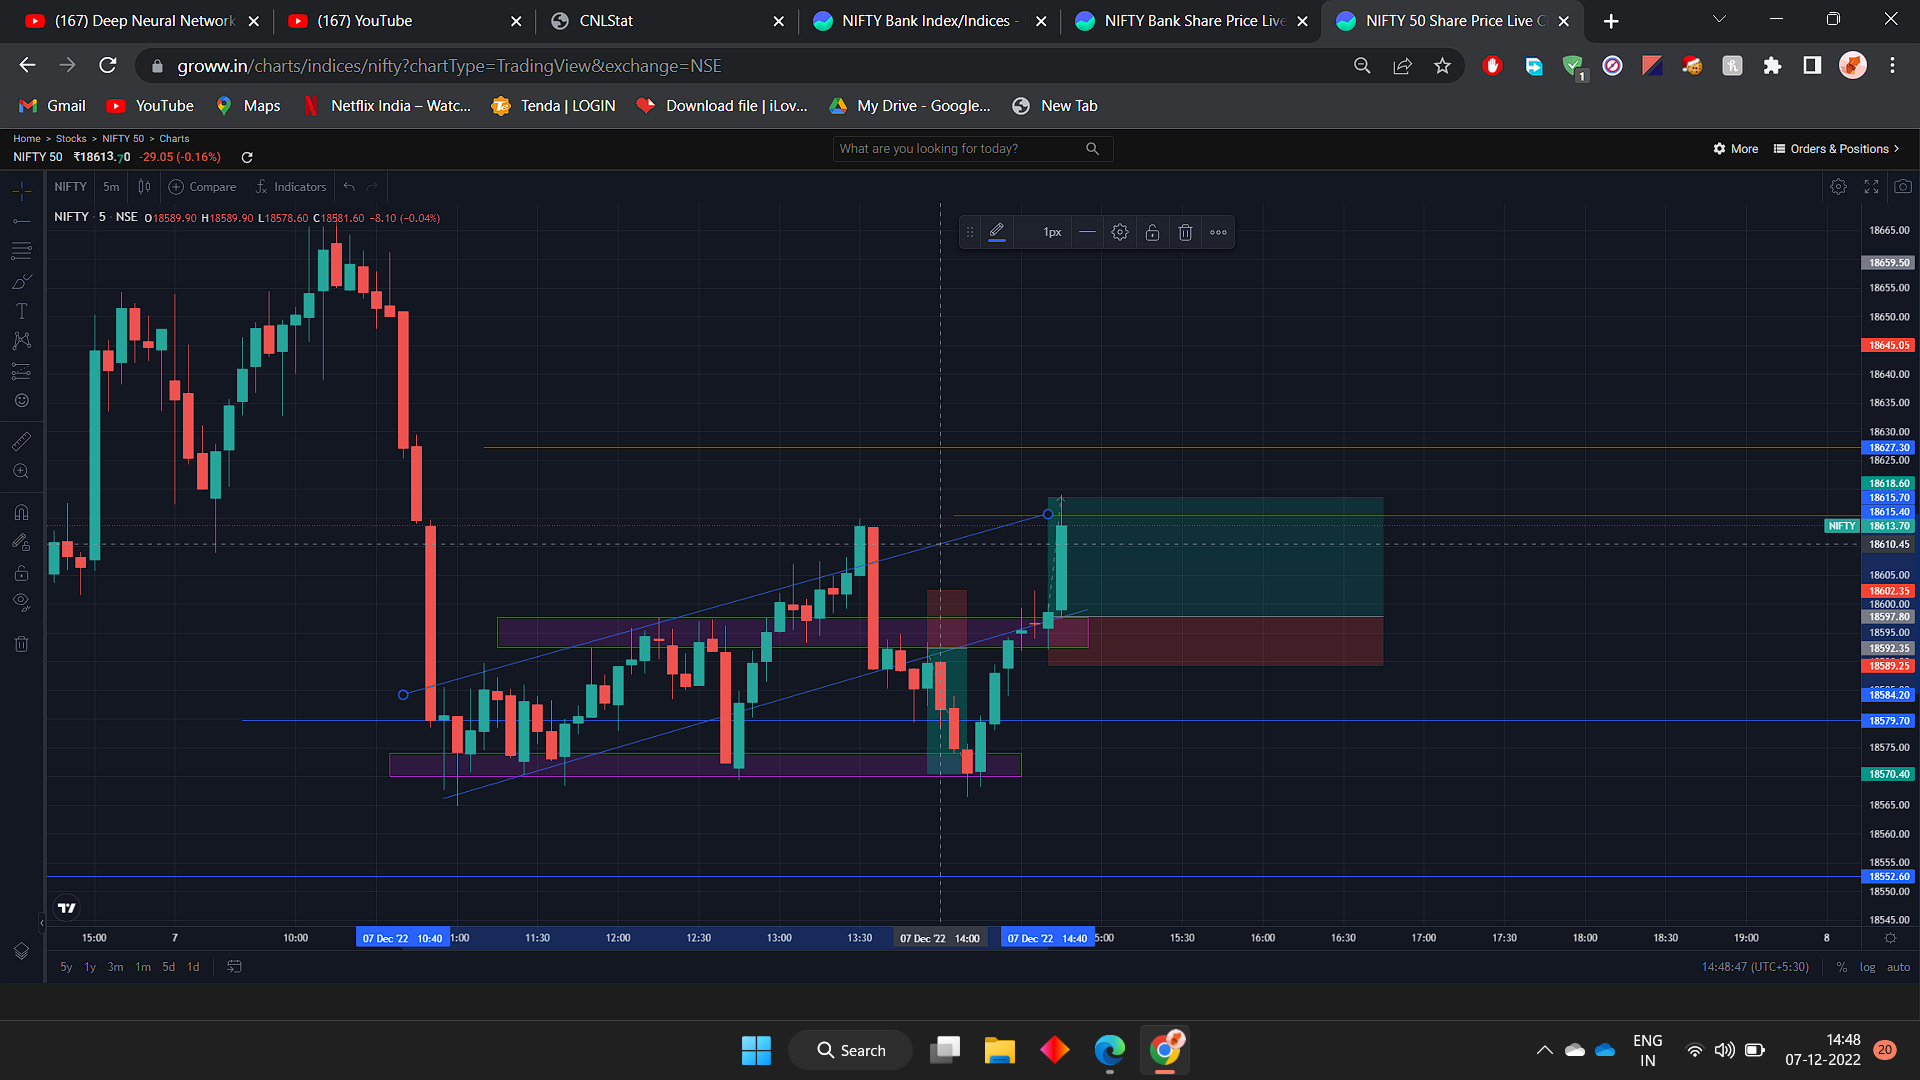 (167) Deep Neural Network
(167) YouTube
CNLStat
NIFTY Bank Index/Indices -
NIFTY Bank Share Price Live
NIFTY 50 Share Price Live C
groww.in/charts/indices/nifty?chartType=TradingView&exchange=NSE
1
Gmail
YouTube
Maps
Netflix India – Watc...
Tenda | LOGIN
Download file | iLov...
My Drive - Google...
New Tab
Home > Stocks > NIFTY 50 > Charts
NIFTY 50 ₹18613.70 -29.05 (-0.16%)
What are you looking for today?
More
Orders & Positions >
NIFTY 5m Compare Indicators
NIFTY · 5 · NSE O18589.90 H18589.90 L18578.60 C18581.60 -8.10 (-0.04%)
1px
18665.00
18659.50
18655.00
18650.00
18645.05
18640.00
18635.00
18630.00
18627.30
18625.00
18618.60
18615.70
18615.40
NIFTY 18613.70
18610.45
18605.00
18602.35
18600.00
18597.80
18595.00
18592.35
18589.25
18584.20
18579.70
18575.00
18570.40
18565.00
18560.00
18555.00
18552.60
18550.00
18545.00
15:00 7 10:00 07 Dec '22 10:40 1:00 11:30 12:00 12:30 13:00 13:30 07 Dec '22 14:00 07 Dec '22 14:40 5:00 15:30 16:00 16:30 17:00 17:30 18:00 18:30 19:00 8
5y 1y 3m 1m 5d 1d
14:48:47 (UTC+5:30) % log auto
Search
ENG
IN
14:48
07-12-2022
20